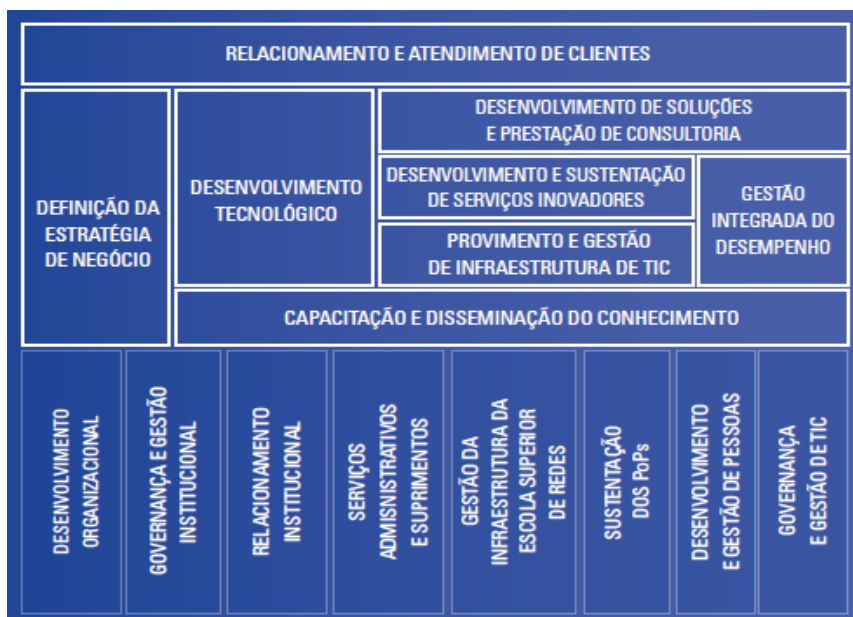 RELACIONAMENTO E ATENDIMENTO DE CLIENTES
DEFINIÇÃO DA
ESTRATÉGIA
DE NEGÓCIO
DESENVOLVIMENTO
TECNOLÓGICO
DESENVOLVIMENTO DE SOLUÇÕES
E PRESTAÇÃO DE CONSULTORIA
DESENVOLVIMENTO E SUSTENTAÇÃO
DE SERVIÇOS INOVADORES
PROVIMENTO E GESTÃO
DE INFRAESTRUTURA DE TIC
GESTÃO
INTEGRADA DO
DESEMPENHO
CAPACITAÇÃO E DISSEMINAÇÃO DO CONHECIMENTO
DESENVOLVIMENTO
ORGANIZACIONAL
GOVERNANÇA E GESTÃO
INSTITUCIONAL
RELACIONAMENTO
INSTITUCIONAL
SERVIÇOS
ADMISNISTRATIVOS
E SUPRIMENTOS
GESTÃO DA
INFRAESTRUTURA DA
ESCOLA SUPERIOR
DE REDES
SUSTENTAÇÃO
DOS PoPs
DESENVOLVIMENTO
E GESTÃO DE PESSOAS
GOVERNANÇA
E GESTÃO DE TIC